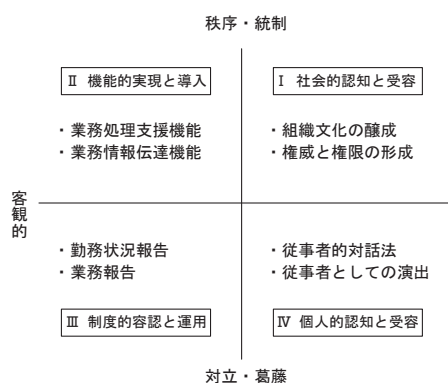 秩序・統制
Ⅱ 機能的実現と導入
・業務処理支援機能
・業務情報伝達機能
Ⅰ 社会的認知と受容
・組織文化の醸成
・権威と権限の形成
客観的
・勤務状況報告
・業務報告
Ⅲ 制度的容認と運用
・従事者的対話法
・従事者としての演出
Ⅳ 個人的認知と受容
対立・葛藤